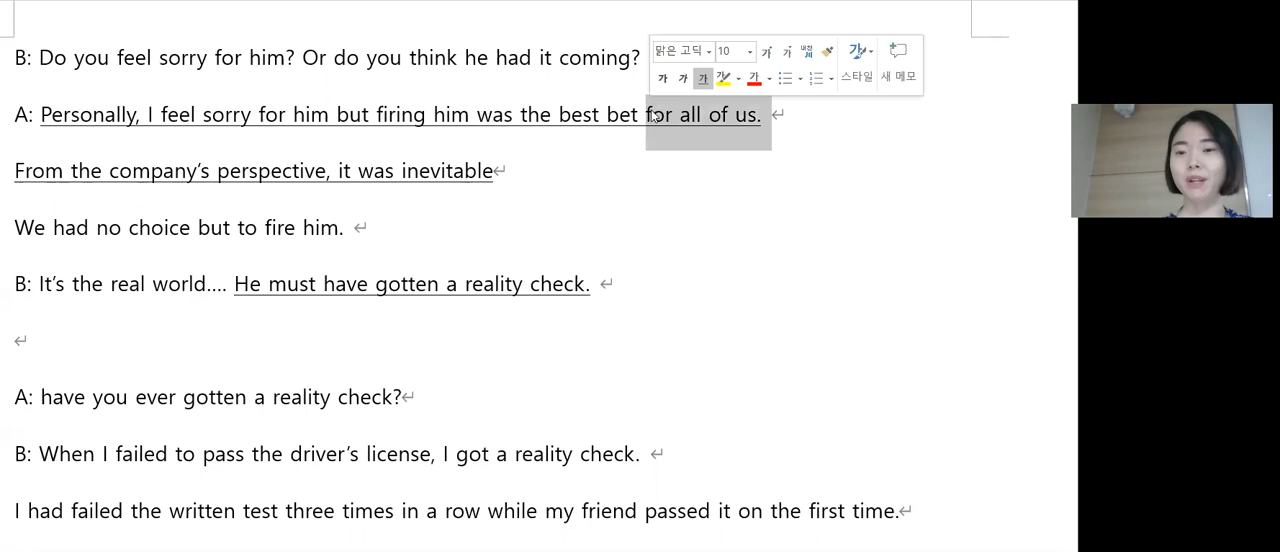 B: Do you feel sorry for him? Or do you think he had it coming?
맑은 고딕 10 가 가
가 가 가 가 스타일 새 메모
A: Personally, I feel sorry for him but firing him was the best bet for all of us.
From the company’s perspective, it was inevitable
We had no choice but to fire him.
B: It’s the real world…. He must have gotten a reality check.
A: have you ever gotten a reality check?
B: When I failed to pass the driver’s license, I got a reality check.
I had failed the written test three times in a row while my friend passed it on the first time.